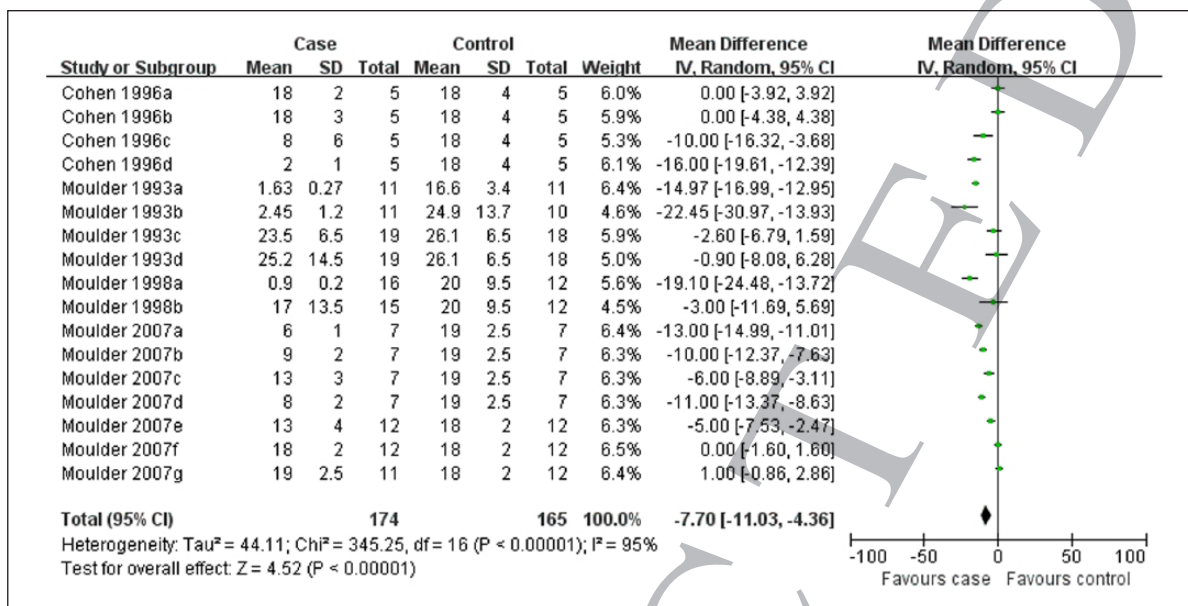 Case Control Mean Difference Mean Difference
Study or Subgroup Mean SD Total Mean SD Total Weight IV, Random, 95% CI IV, Random, 95% CI
Cohen 1996a 18 2 5 18 4 5 6.0% 0.00 [-3.92, 3.92]
Cohen 1996b 18 3 5 18 4 5 5.9% 0.00 [-4.38, 4.38]
Cohen 1996c 8 6 5 18 4 5 5.3% -10.00 [-16.32, -3.68]
Cohen 1996d 2 1 5 18 4 5 6.1% -16.00 [-19.61, -12.39]
Moulder 1993a 1.63 0.27 11 16.6 3.4 11 6.4% -14.97 [-16.99, -12.95]
Moulder 1993b 2.45 1.2 11 24.9 13.7 10 4.6% -22.45 [-30.97, -13.93]
Moulder 1993c 23.5 6.5 19 26.1 6.5 18 5.9% -2.60 [-6.79, 1.59]
Moulder 1993d 25.2 14.5 19 26.1 6.5 18 5.0% -0.90 [-8.08, 6.28]
Moulder 1998a 0.9 0.2 16 20 9.5 12 5.6% -19.10 [-24.48, -13.72]
Moulder 1998b 17 13.5 15 20 9.5 12 4.5% -3.00 [-11.69, 5.69]
Moulder 2007a 6 1 7 19 2.5 7 6.4% -13.00 [-14.99, -11.01]
Moulder 2007b 9 2 7 19 2.5 7 6.3% -10.00 [-12.37, -7.63]
Moulder 2007c 13 3 7 19 2.5 7 6.3% -6.00 [-8.89, -3.11]
Moulder 2007d 8 2 7 19 2.5 7 6.3% -11.00 [-13.37, -8.63]
Moulder 2007e 13 4 12 18 2 12 6.3% -5.00 [-7.53, -2.47]
Moulder 2007f 18 2 12 18 2 12 6.5% 0.00 [-1.60, 1.60]
Moulder 2007g 19 2.5 11 18 2 12 6.4% 1.00 [-0.86, 2.86]
Total (95% CI) 174 165 100.0% -7.70 [-11.03, -4.36]
Heterogeneity: Tau² = 44.11; Chi² = 345.25, df = 16 (P < 0.00001); I² = 95%
Test for overall effect: Z = 4.52 (P < 0.00001)
-100 -50 0 50 100
Favours case Favours control